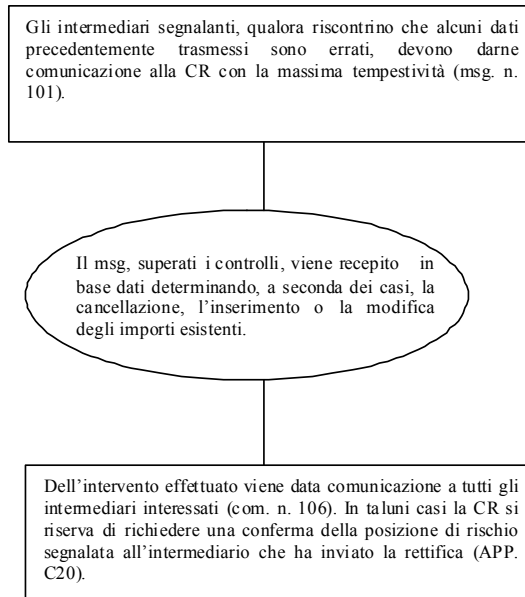 Gli intermediari segnalanti, qualora riscontrino che alcuni dati
precedentemente trasmessi sono errati, devono darne
comunicazione alla CR con la massima tempestività (msg. n.
101).
Il msg, superati i controlli, viene recepito in
base dati determinando, a seconda dei casi, la
cancellazione, l'inserimento o la modifica
degli importi esistenti.
Dell'intervento effettuato viene data comunicazione a tutti gli
intermediari interessati (com. n. 106). In taluni casi la CR si
riserva di richiedere una conferma della posizione di rischio
segnalata all'intermediario che ha inviato la rettifica (APP.
C20).